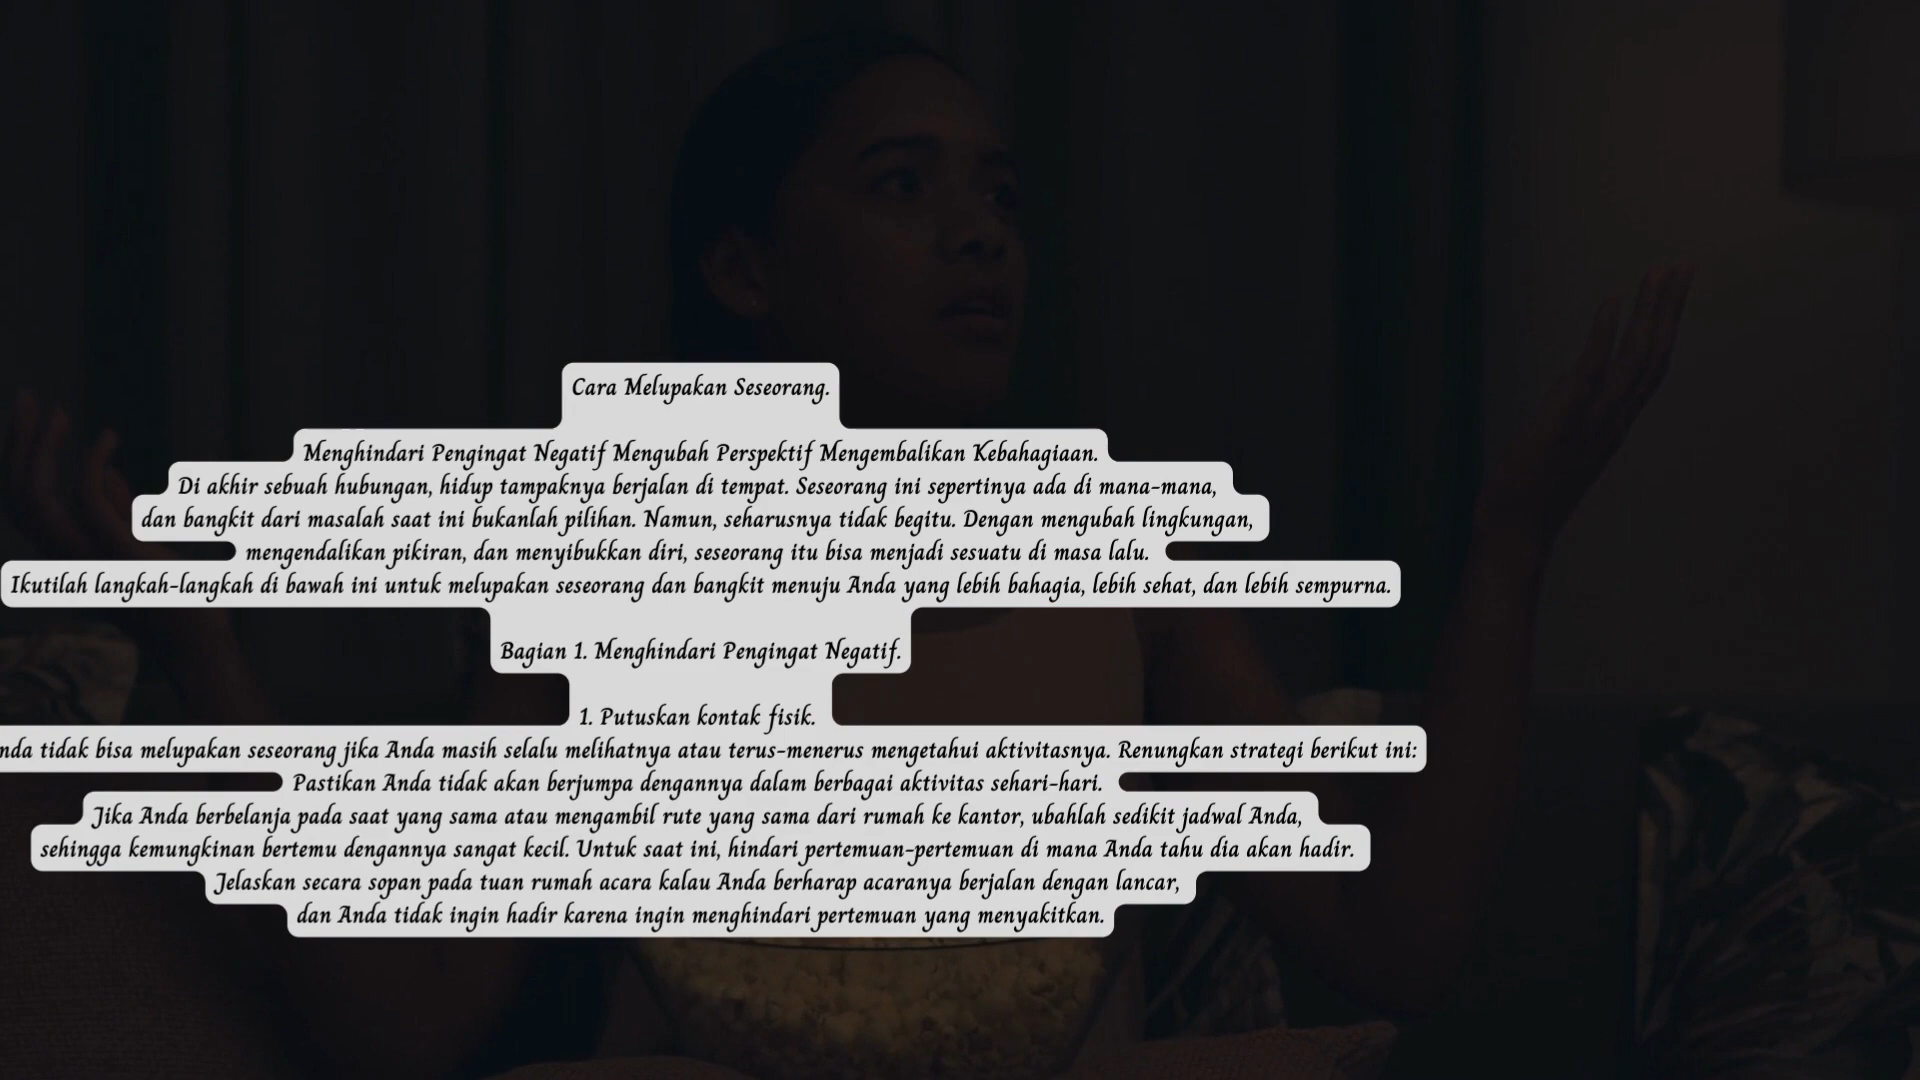 Cara Melupakan Seseorang.
Menghindari Pengingat Negatif Mengubah Perspektif Mengembalikan Kebahagiaan.
Di akhir sebuah hubungan, hidup tampaknya berjalan di tempat. Seseorang ini sepertinya ada di mana-mana,
dan bangkit dari masalah saat ini bukanlah pilihan. Namun, seharusnya tidak begitu. Dengan mengubah lingkungan,
mengendalikan pikiran, dan menyibukkan diri, seseorang itu bisa menjadi sesuatu di masa lalu.
Ikutilah langkah-langkah di bawah ini untuk melupakan seseorang dan bangkit menuju Anda yang lebih bahagia, lebih sehat, dan lebih sempurna.
Bagian 1. Menghindari Pengingat Negatif.
1. Putuskan kontak fisik.
nda tidak bisa melupakan seseorang jika Anda masih selalu melihatnya atau terus-menerus mengetahui aktivitasnya. Renungkan strategi berikut ini:
Pastikan Anda tidak akan berjumpa dengannya dalam berbagai aktivitas sehari-hari.
Jika Anda berbelanja pada saat yang sama atau mengambil rute yang sama dari rumah ke kantor, ubahlah sedikit jadwal Anda,
sehingga kemungkinan bertemu dengannya sangat kecil. Untuk saat ini, hindari pertemuan-pertemuan di mana Anda tahu dia akan hadir.
Jelaskan secara sopan pada tuan rumah acara kalau Anda berharap acaranya berjalan dengan lancar,
dan Anda tidak ingin hadir karena ingin menghindari pertemuan yang menyakitkan.